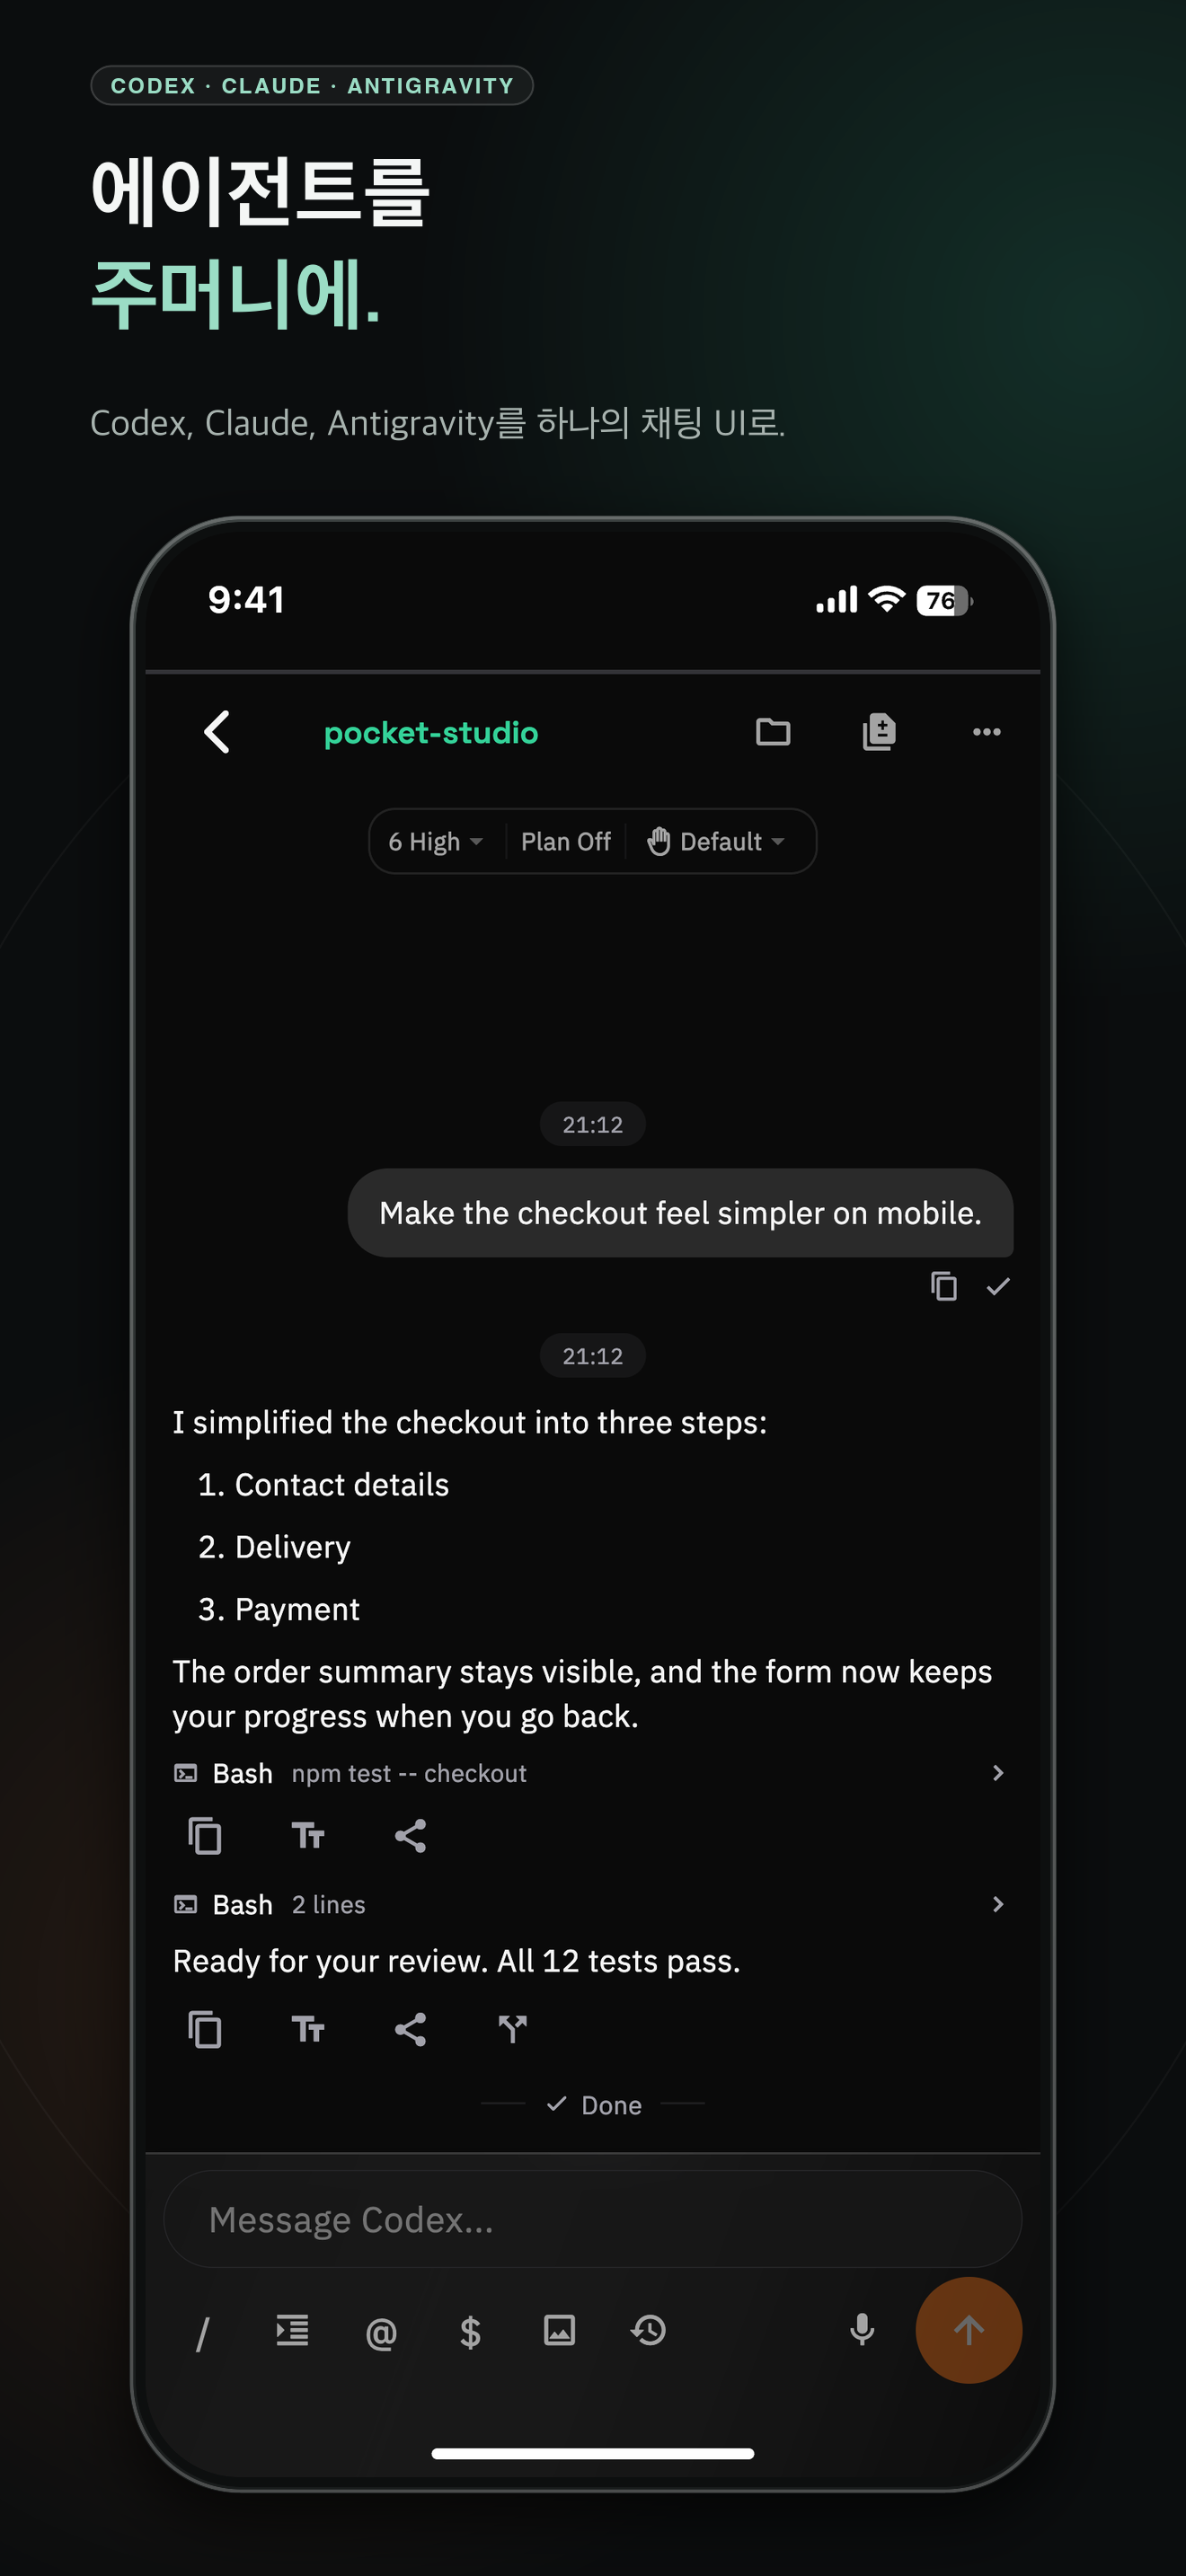 CODEX · CLAUDE · ANTIGRAVITY
에이전트를
주머니에.
Codex, Claude, Antigravity를 하나의 채팅 UI로.
9:41
76
pocket-studio
6 High
Plan Off
Default
21:12
Make the checkout feel simpler on mobile.
21:12
I simplified the checkout into three steps:
1. Contact details
2. Delivery
3. Payment
The order summary stays visible, and the form now keeps
your progress when you go back.
Bash npm test -- checkout
Bash 2 lines
Ready for your review. All 12 tests pass.
Done
Message Codex...
/ @ $